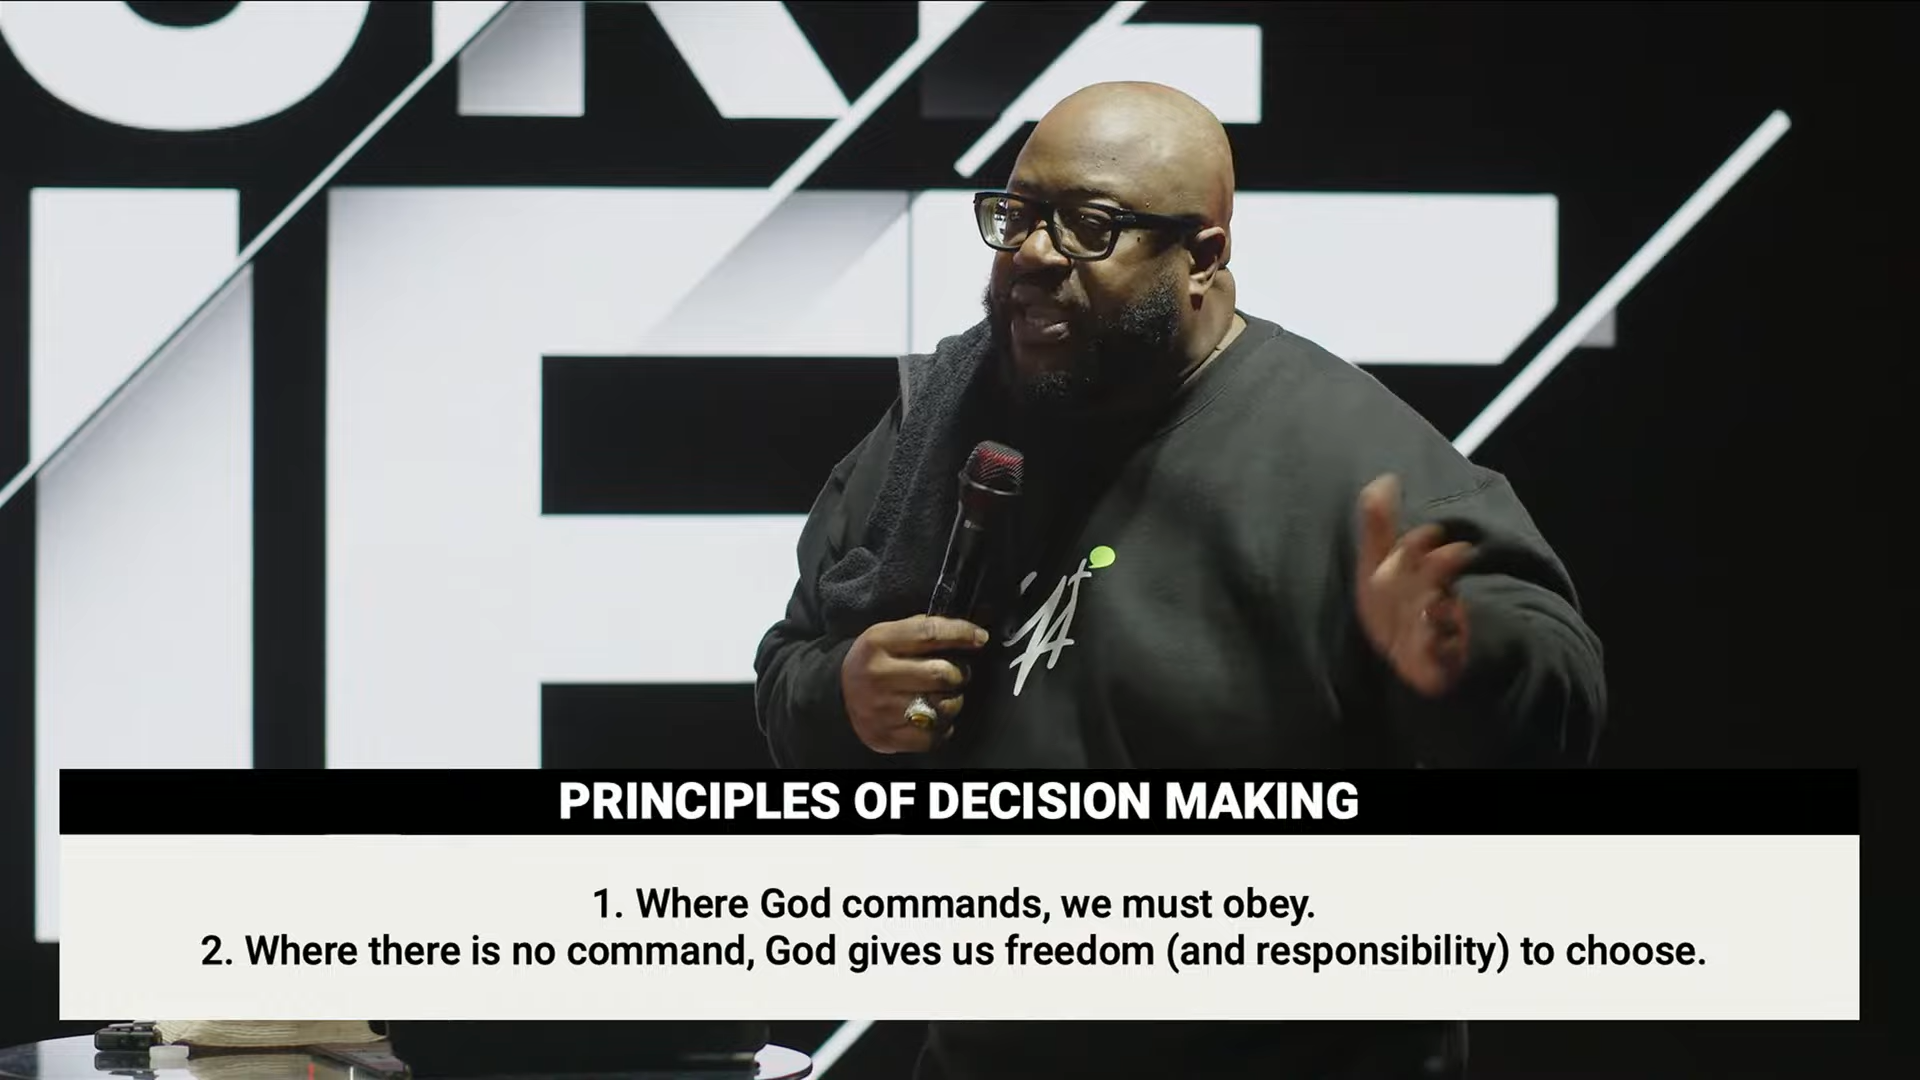 PRINCIPLES OF DECISION MAKING
1. Where God commands, we must obey.
2. Where there is no command, God gives us freedom (and responsibility) to choose.